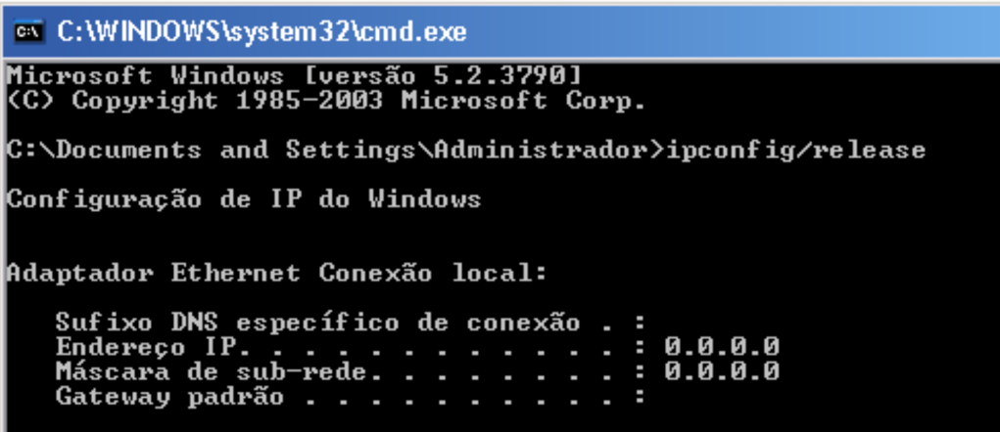 C:\WINDOWS\system32\cmd.exe
Microsoft Windows [versão 5.2.3790]
(C) Copyright 1985-2003 Microsoft Corp.
C:\Documents and Settings\Administrador>ipconfig/release
Configuração de IP do Windows
Adaptador Ethernet Conexão local:
Sufixo DNS específico de conexão . :
Endereço IP. . . . . . . . . . . . : 0.0.0.0
Máscara de sub-rede. . . . . . . . : 0.0.0.0
Gateway padrão . . . . . . . . . . :